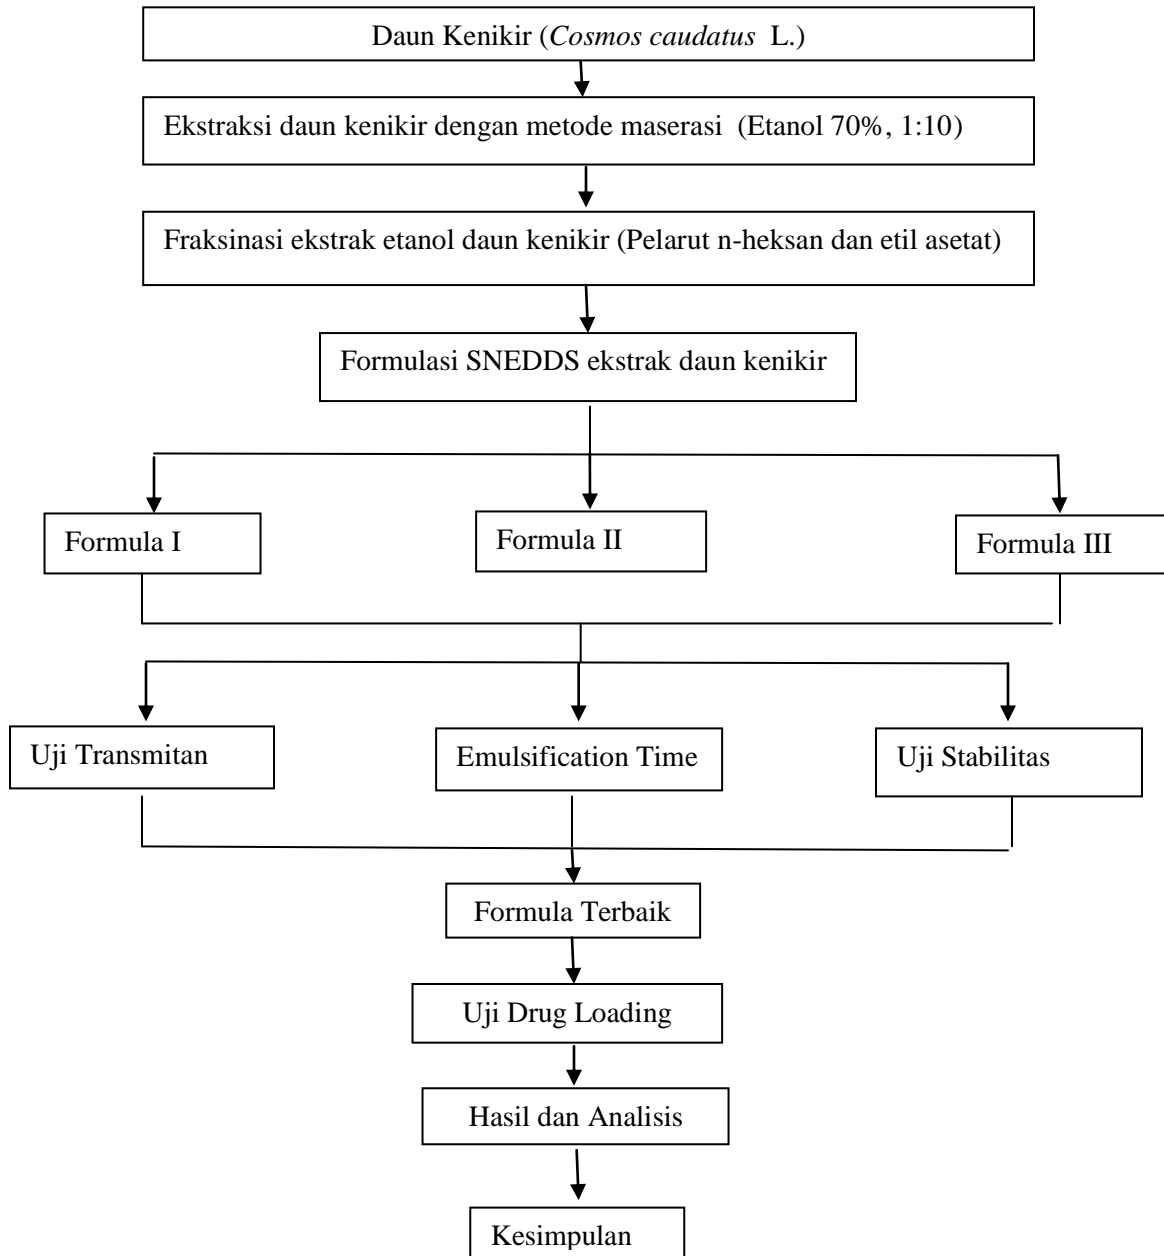 Daun Kenikir (Cosmos caudatus L.)
Ekstraksi daun kenikir dengan metode maserasi (Etanol 70%, 1:10)
Fraksinasi ekstrak etanol daun kenikir (Pelarut n-heksan dan etil asetat)
Formulasi SNEDDS ekstrak daun kenikir
Formula I
Formula II
Formula III
Uji Transmitan
Emulsification Time
Uji Stabilitas
Formula Terbaik
Uji Drug Loading
Hasil dan Analisis
Kesimpulan